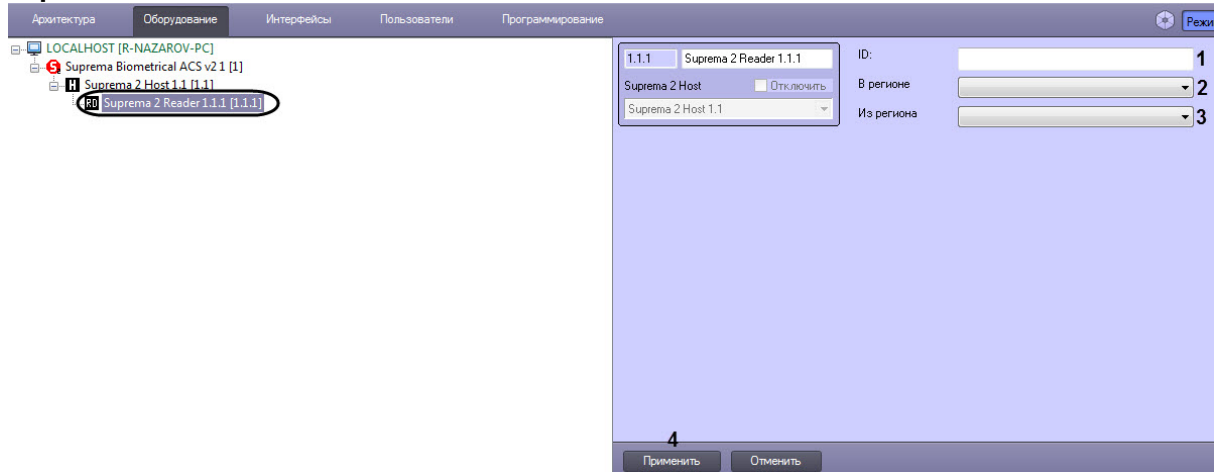 Архитектура Оборудование Интерфейсы Пользователи Программирование Режи
LOCALHOST [R-NAZAROV-PC]
Suprema Biometrical ACS v2 1 [1]
H Suprema 2 Host 1.1 [1.1]
RD Suprema 2 Reader 1.1.1 [1.1.1]
1.1.1 Suprema 2 Reader 1.1.1
Suprema 2 Host Отключить
Suprema 2 Host 1.1
ID: 1
В регионе 2
Из региона 3
4
Применить Отменить